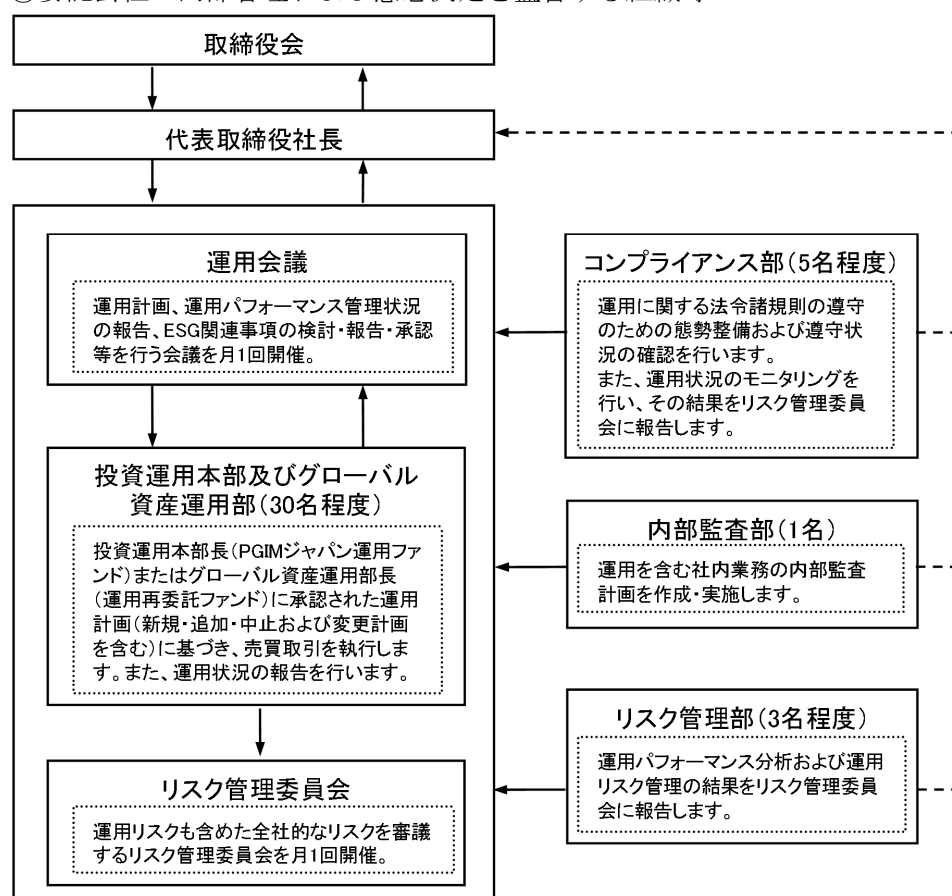 取締役会
代表取締役社長
運用会議
運用計画、運用パフォーマンス管理状況
の報告、ESG関連事項の検討・報告・承認
等を行う会議を月1回開催。
投資運用本部及びグローバル
資産運用部(30名程度)
投資運用本部長(PGIMジャパン運用ファ
ンド)またはグローバル資産運用部長
(運用再委託ファンド)に承認された運用
計画(新規・追加・中止および変更計画
を含む)に基づき、売買取引を執行しま
す。また、運用状況の報告を行います。
リスク管理委員会
運用リスクも含めた全社的なリスクを審議
するリスク管理委員会を月1回開催。
コンプライアンス部(5名程度)
運用に関する法令諸規則の遵守
のための態勢整備および遵守状
況の確認を行います。
また、運用状況のモニタリングを
行い、その結果をリスク管理委員
会に報告します。
内部監査部(1名)
運用を含む社内業務の内部監査
計画を作成・実施します。
リスク管理部(3名程度)
運用パフォーマンス分析および運用
リスク管理の結果をリスク管理委員
会に報告します。